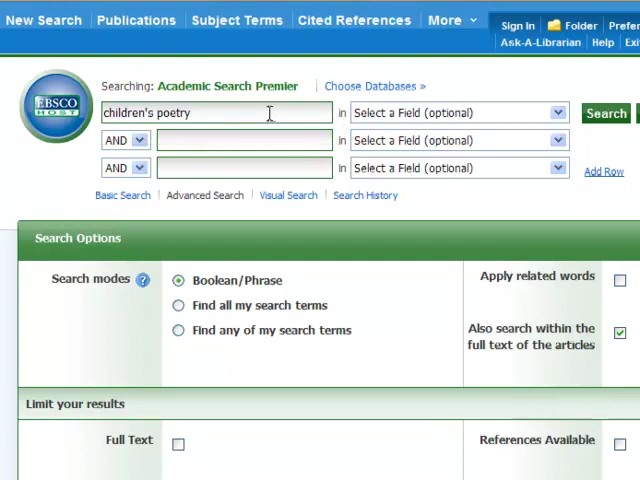 New Search Publications Subject Terms Cited References More
Sign In Folder Prefer
Ask-A-Librarian Help Exi
Searching: Academic Search Premier Choose Databases »
EBSCO
HOST
children's poetry in Select a Field (optional) Search
AND in Select a Field (optional)
AND in Select a Field (optional) Add Row
Basic Search Advanced Search Visual Search Search History
Search Options
Search modes ? Boolean/Phrase
Find all my search terms
Find any of my search terms
Apply related words
Also search within the
full text of the articles
Limit your results
Full Text References Available